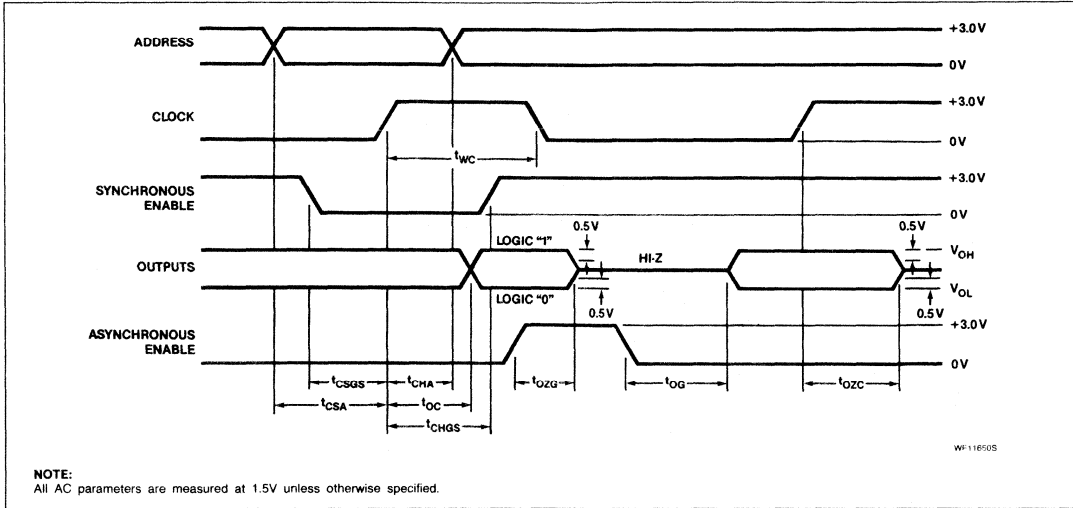 ADDRESS
+3.0V
0V
CLOCK
+3.0V
0V
tWC
SYNCHRONOUS
ENABLE
+3.0V
0V
0.5V
0.5V
OUTPUTS
LOGIC "1"
HI-Z
VOH
LOGIC "0"
VOL
0.5V
0.5V
ASYNCHRONOUS
ENABLE
+3.0V
0V
tCSGS
tCHA
tOZG
tOG
tOZC
tCSA
tOC
tCHGS
WF11650S
NOTE:
All AC parameters are measured at 1.5V unless otherwise specified.